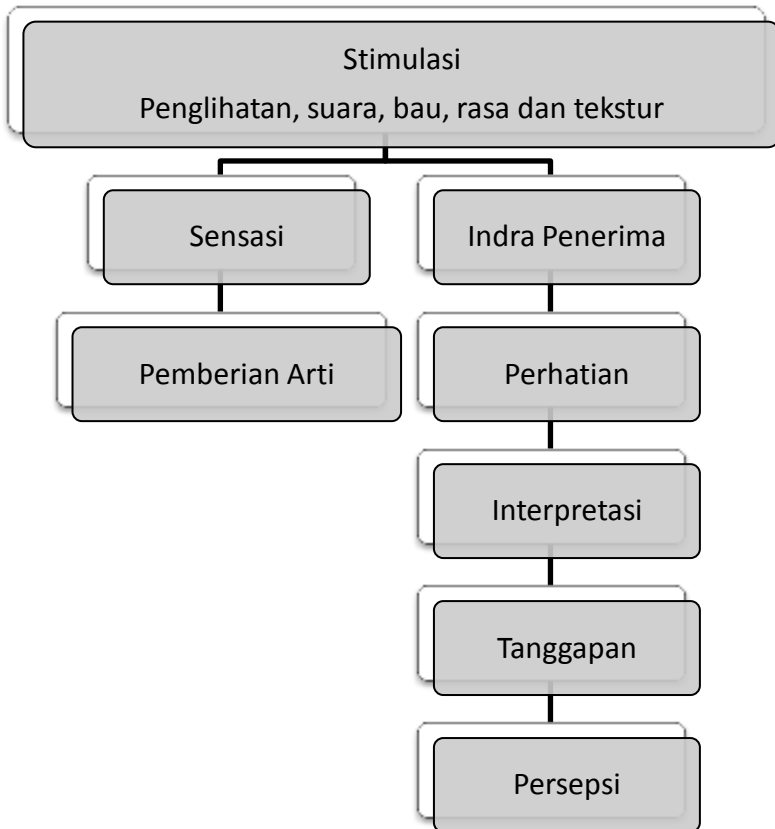 Stimulasi
Penglihatan, suara, bau, rasa dan tekstur
Sensasi
Indra Penerima
Pemberian Arti
Perhatian
Interpretasi
Tanggapan
Persepsi